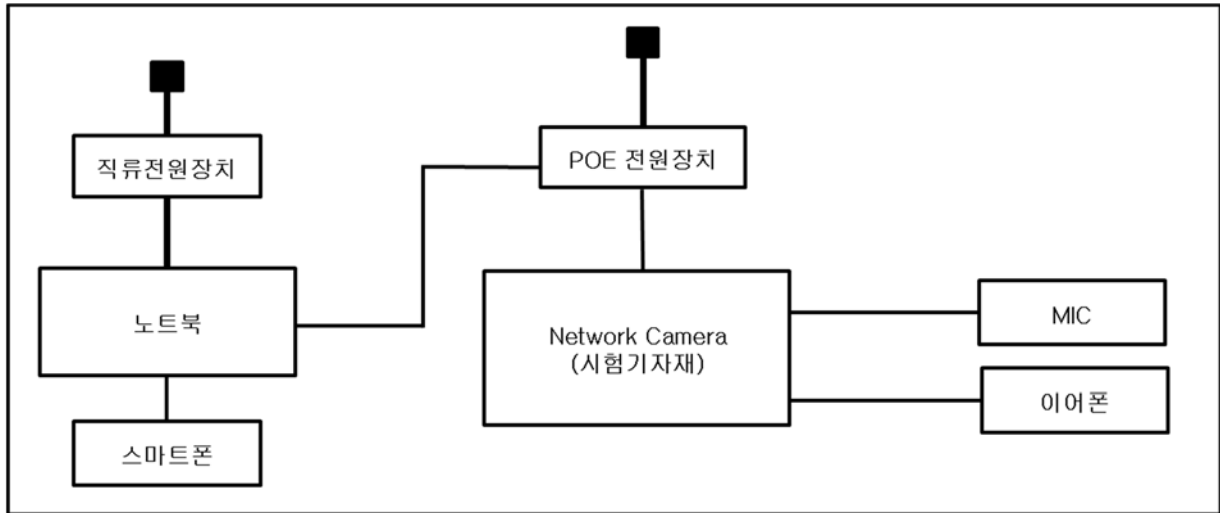 직류전원장치
POE 전원장치
노트북
Network Camera
(시험기자재)
MIC
이어폰
스마트폰